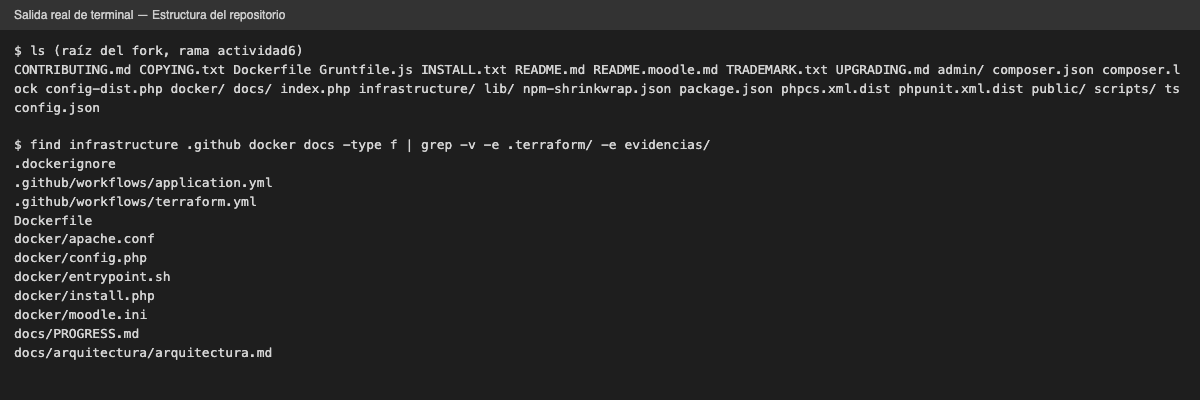 Salida real de terminal — Estructura del repositorio
$ ls (raíz del fork, rama actividad6)
CONTRIBUTING.md COPYING.txt Dockerfile Gruntfile.js INSTALL.txt README.md README.moodle.md TRADEMARK.txt UPGRADING.md admin/ composer.json composer.l
ock config-dist.php docker/ docs/ index.php infrastructure/ lib/ npm-shrinkwrap.json package.json phpcs.xml.dist phpunit.xml.dist public/ scripts/ ts
config.json
$ find infrastructure .github docker docs -type f | grep -v -e .terraform/ -e evidencias/
.dockerignore
.github/workflows/application.yml
.github/workflows/terraform.yml
Dockerfile
docker/apache.conf
docker/config.php
docker/entrypoint.sh
docker/install.php
docker/moodle.ini
docs/PROGRESS.md
docs/arquitectura/arquitectura.md